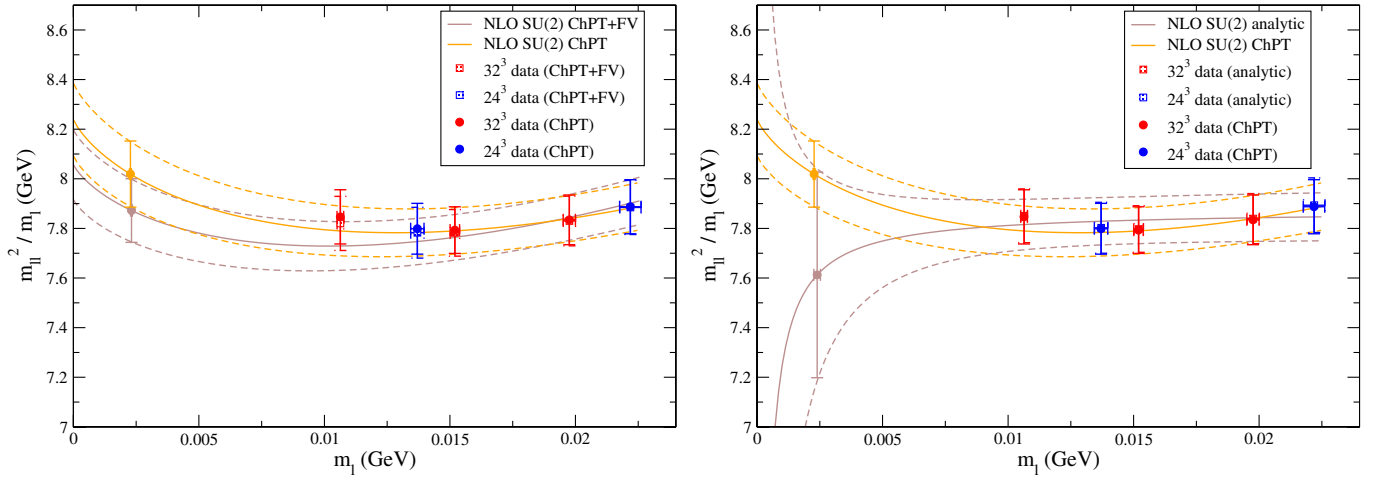 NLO SU(2) ChPT+FV
NLO SU(2) ChPT
32³ data (ChPT+FV)
24³ data (ChPT+FV)
32³ data (ChPT)
24³ data (ChPT)
8.6
8.4
8.2
8
7.8
7.6
7.4
7.2
7
m_ll² / m_l (GeV)
0 0.005 0.01 0.015 0.02
m_l (GeV)
NLO SU(2) analytic
NLO SU(2) ChPT
32³ data (analytic)
24³ data (analytic)
32³ data (ChPT)
24³ data (ChPT)
8.6
8.4
8.2
8
7.8
7.6
7.4
7.2
7
m_ll² / m_l (GeV)
0 0.005 0.01 0.015 0.02
m_l (GeV)